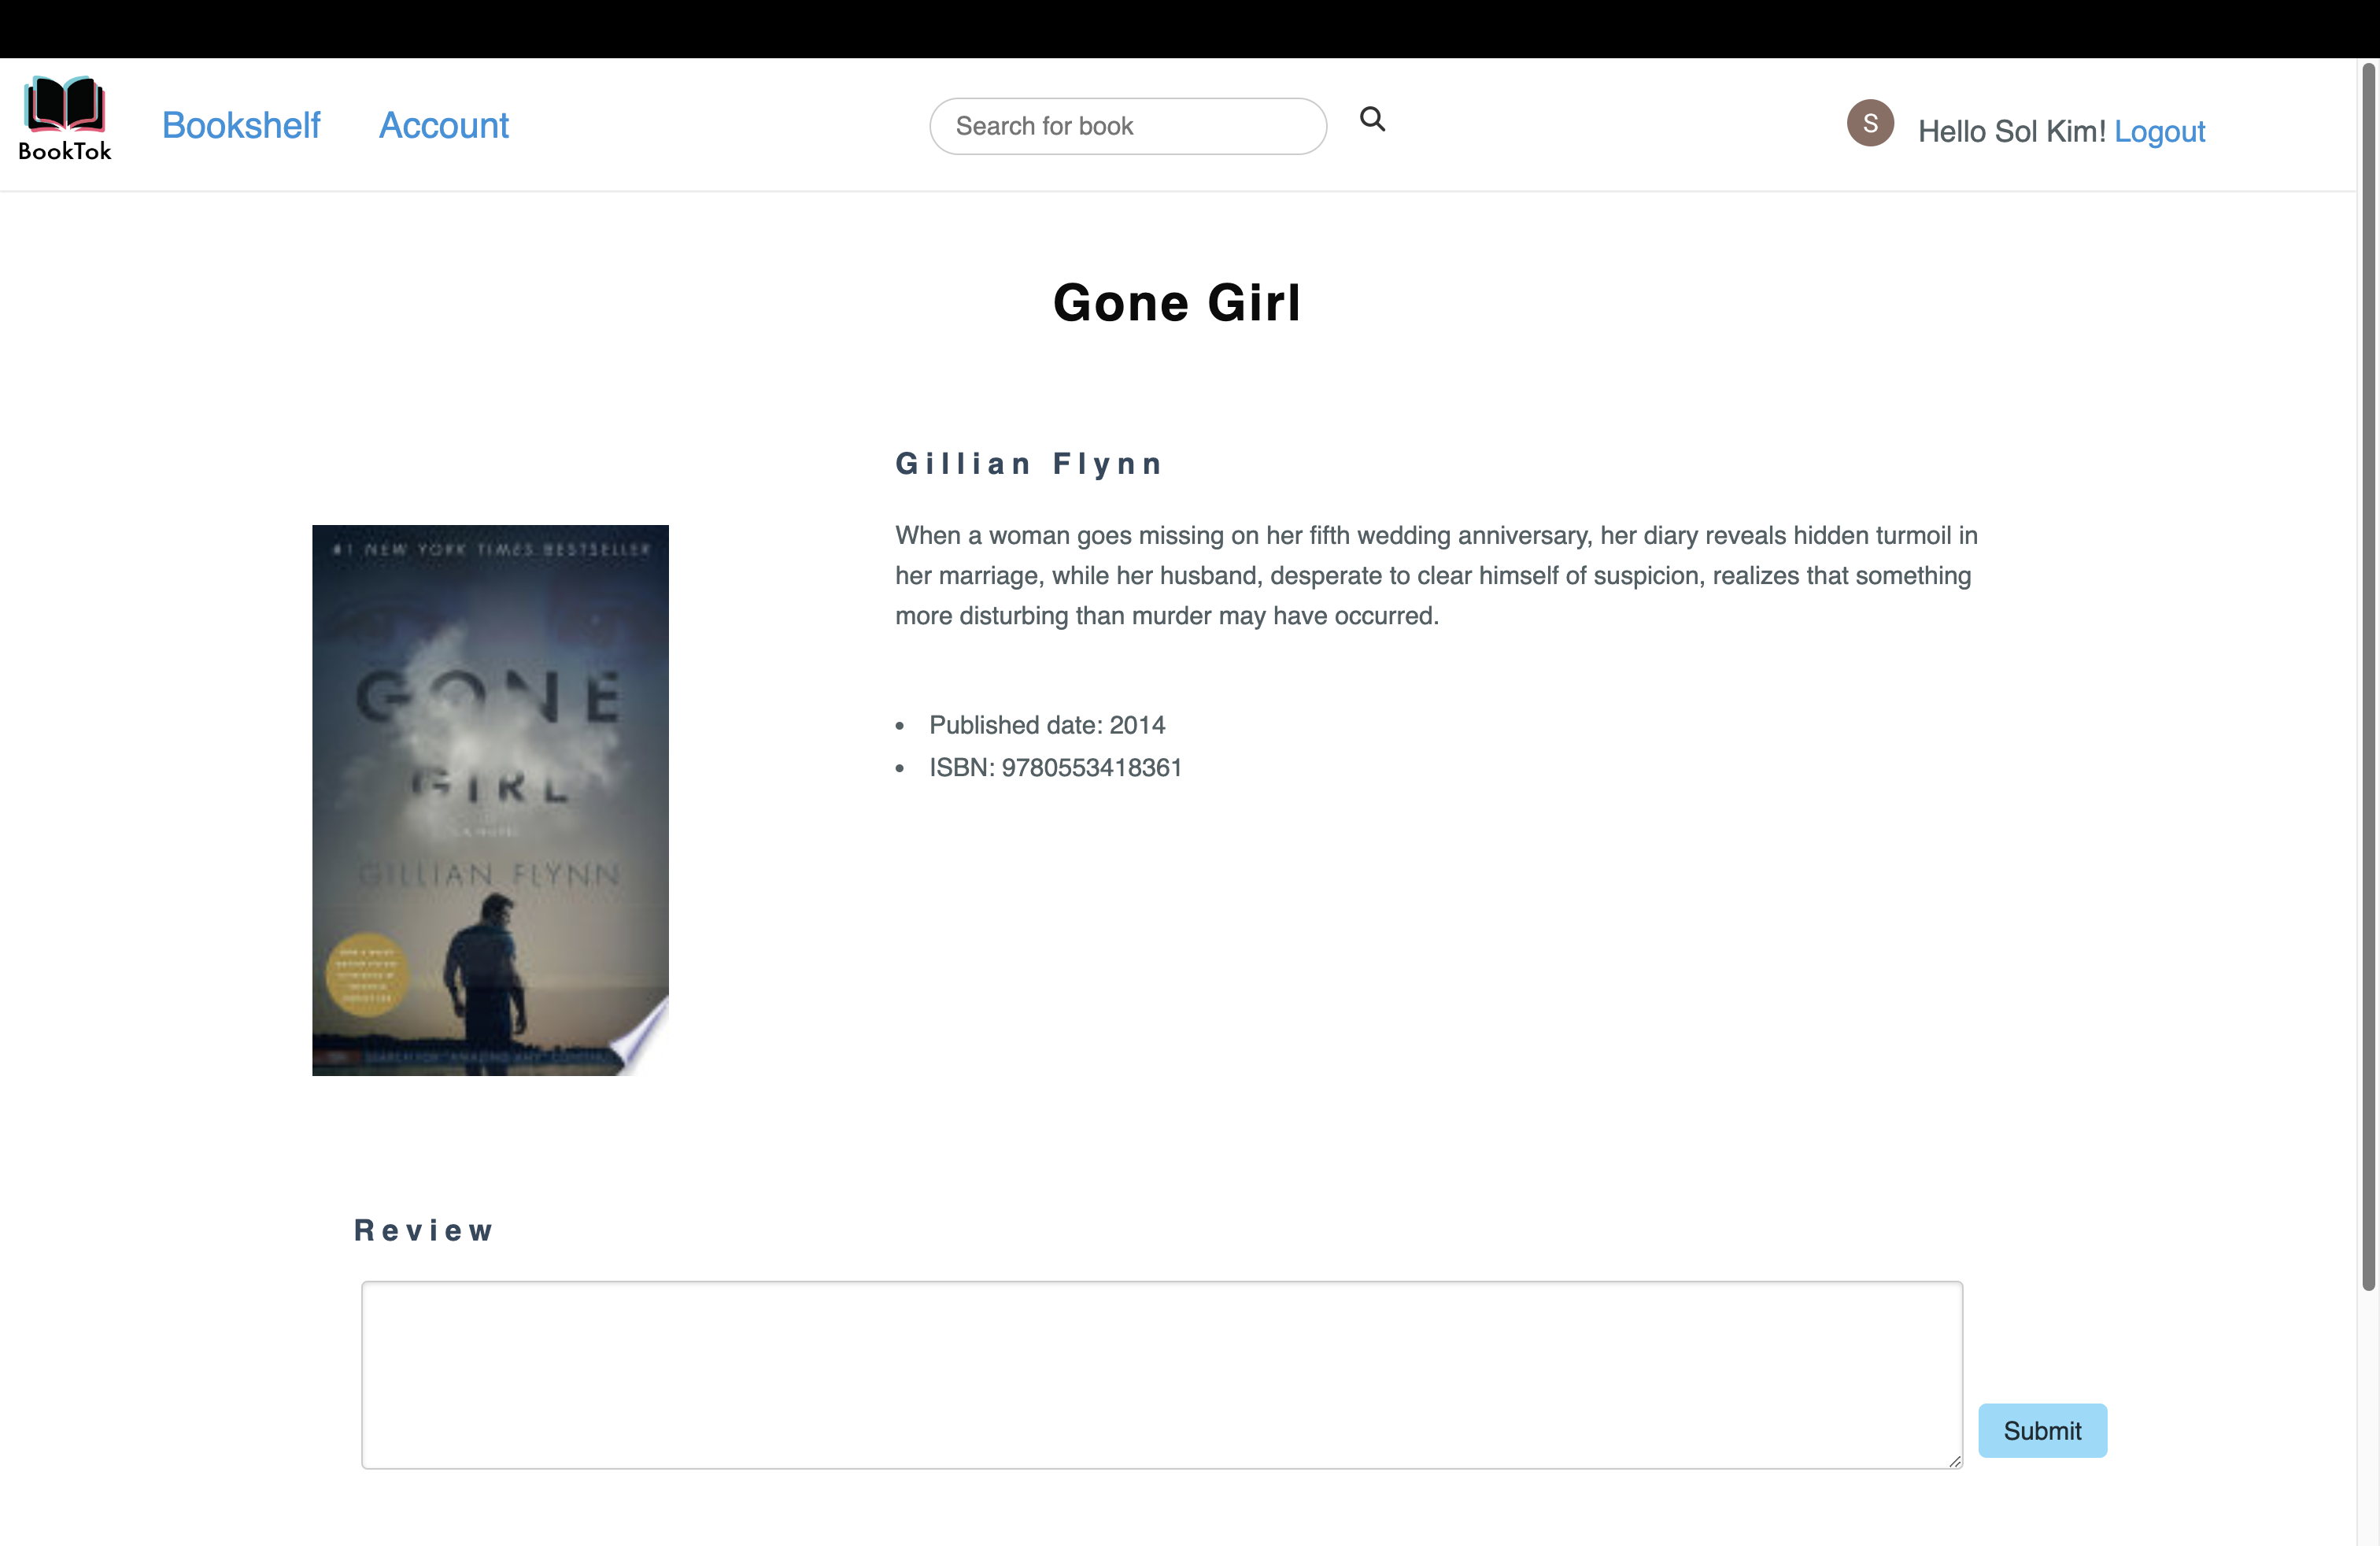 BookTok
Bookshelf
Account
Search for book
S
Hello Sol Kim! Logout
Gone Girl
Gillian Flynn
#1 NEW YORK TIMES BESTSELLER
GONE
GIRL
A NOVEL
GILLIAN FLYNN
When a woman goes missing on her fifth wedding anniversary, her diary reveals hidden turmoil in
her marriage, while her husband, desperate to clear himself of suspicion, realizes that something
more disturbing than murder may have occurred.
• Published date: 2014
• ISBN: 9780553418361
Review
Submit